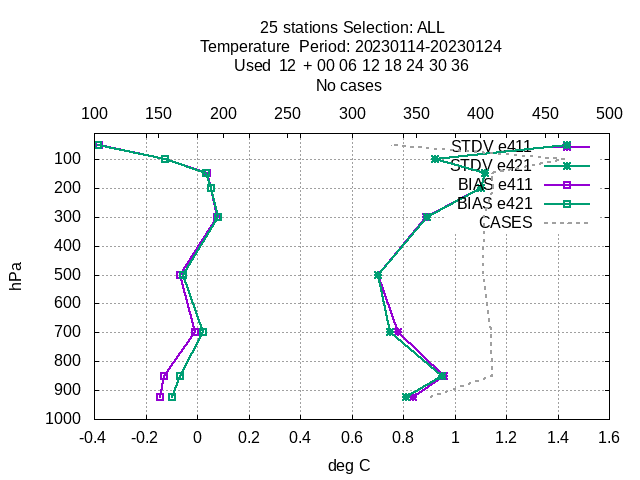 25 stations Selection: ALL
Temperature  Period: 20230114-20230124
Used  12  + 00 06 12 18 24 30 36
No cases
100 150 200 250 300 350 400 450 500
STDV e411
STDV e421
BIAS e411
BIAS e421
CASES
hPa
100
200
300
400
500
600
700
800
900
1000
-0.4 -0.2 0 0.2 0.4 0.6 0.8 1 1.2 1.4 1.6
deg C